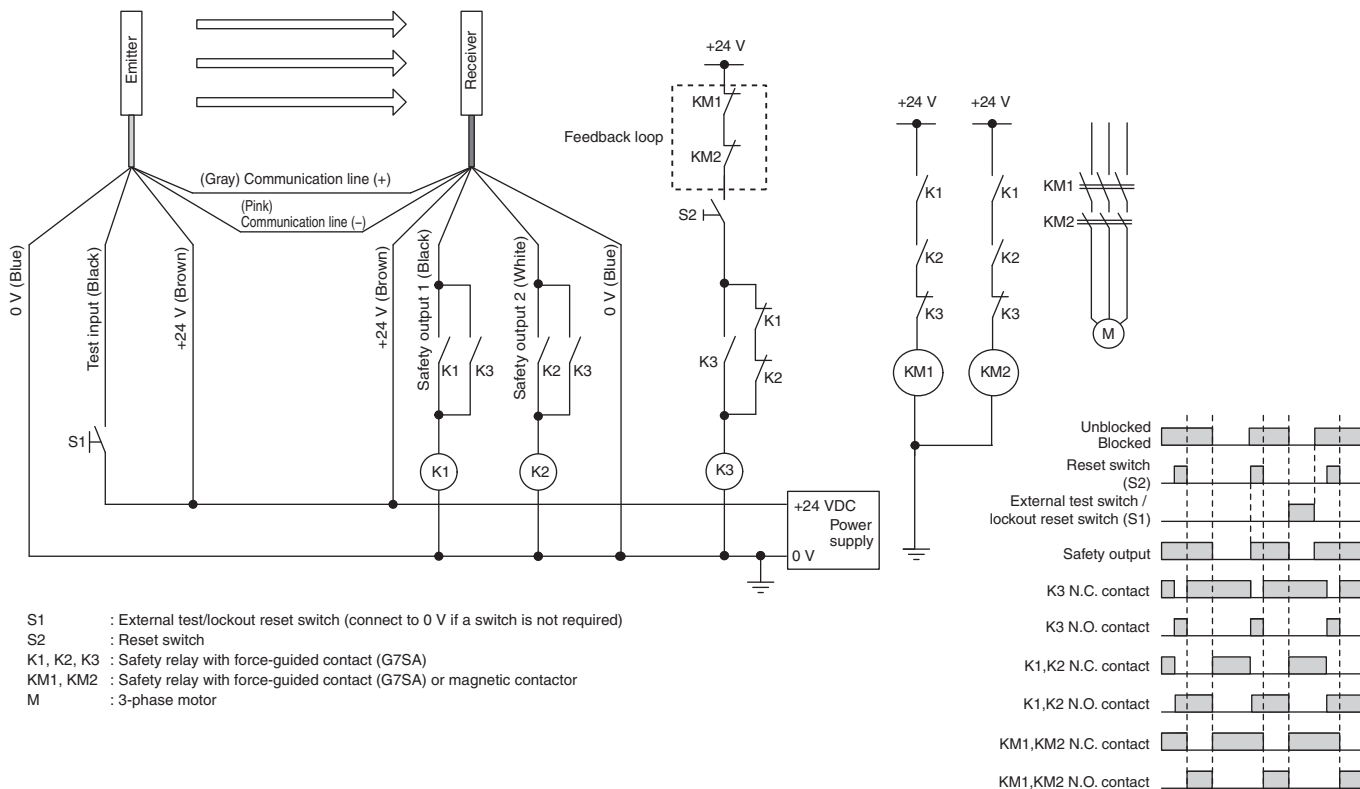 Emitter
Receiver
+24 V
KM1
KM2
Feedback loop
(Gray) Communication line (+)
(Pink)
Communication line (–)
S2
0 V (Blue)
Test input (Black)
+24 V (Brown)
+24 V (Brown)
Safety output 1 (Black)
Safety output 2 (White)
0 V (Blue)
K1
K3
K2
K3
K3
K1
K2
S1
K1
K2
K3
+24 VDC
Power
supply
0 V
+24 V
+24 V
K1
K1
K2
K2
K3
K3
KM1
KM2
KM1
KM2
M
Unblocked
Blocked
Reset switch
(S2)
External test switch /
lockout reset switch (S1)
Safety output
K3 N.C. contact
K3 N.O. contact
K1,K2 N.C. contact
K1,K2 N.O. contact
KM1,KM2 N.C. contact
KM1,KM2 N.O. contact
S1 : External test/lockout reset switch (connect to 0 V if a switch is not required)
S2 : Reset switch
K1, K2, K3 : Safety relay with force-guided contact (G7SA)
KM1, KM2 : Safety relay with force-guided contact (G7SA) or magnetic contactor
M : 3-phase motor